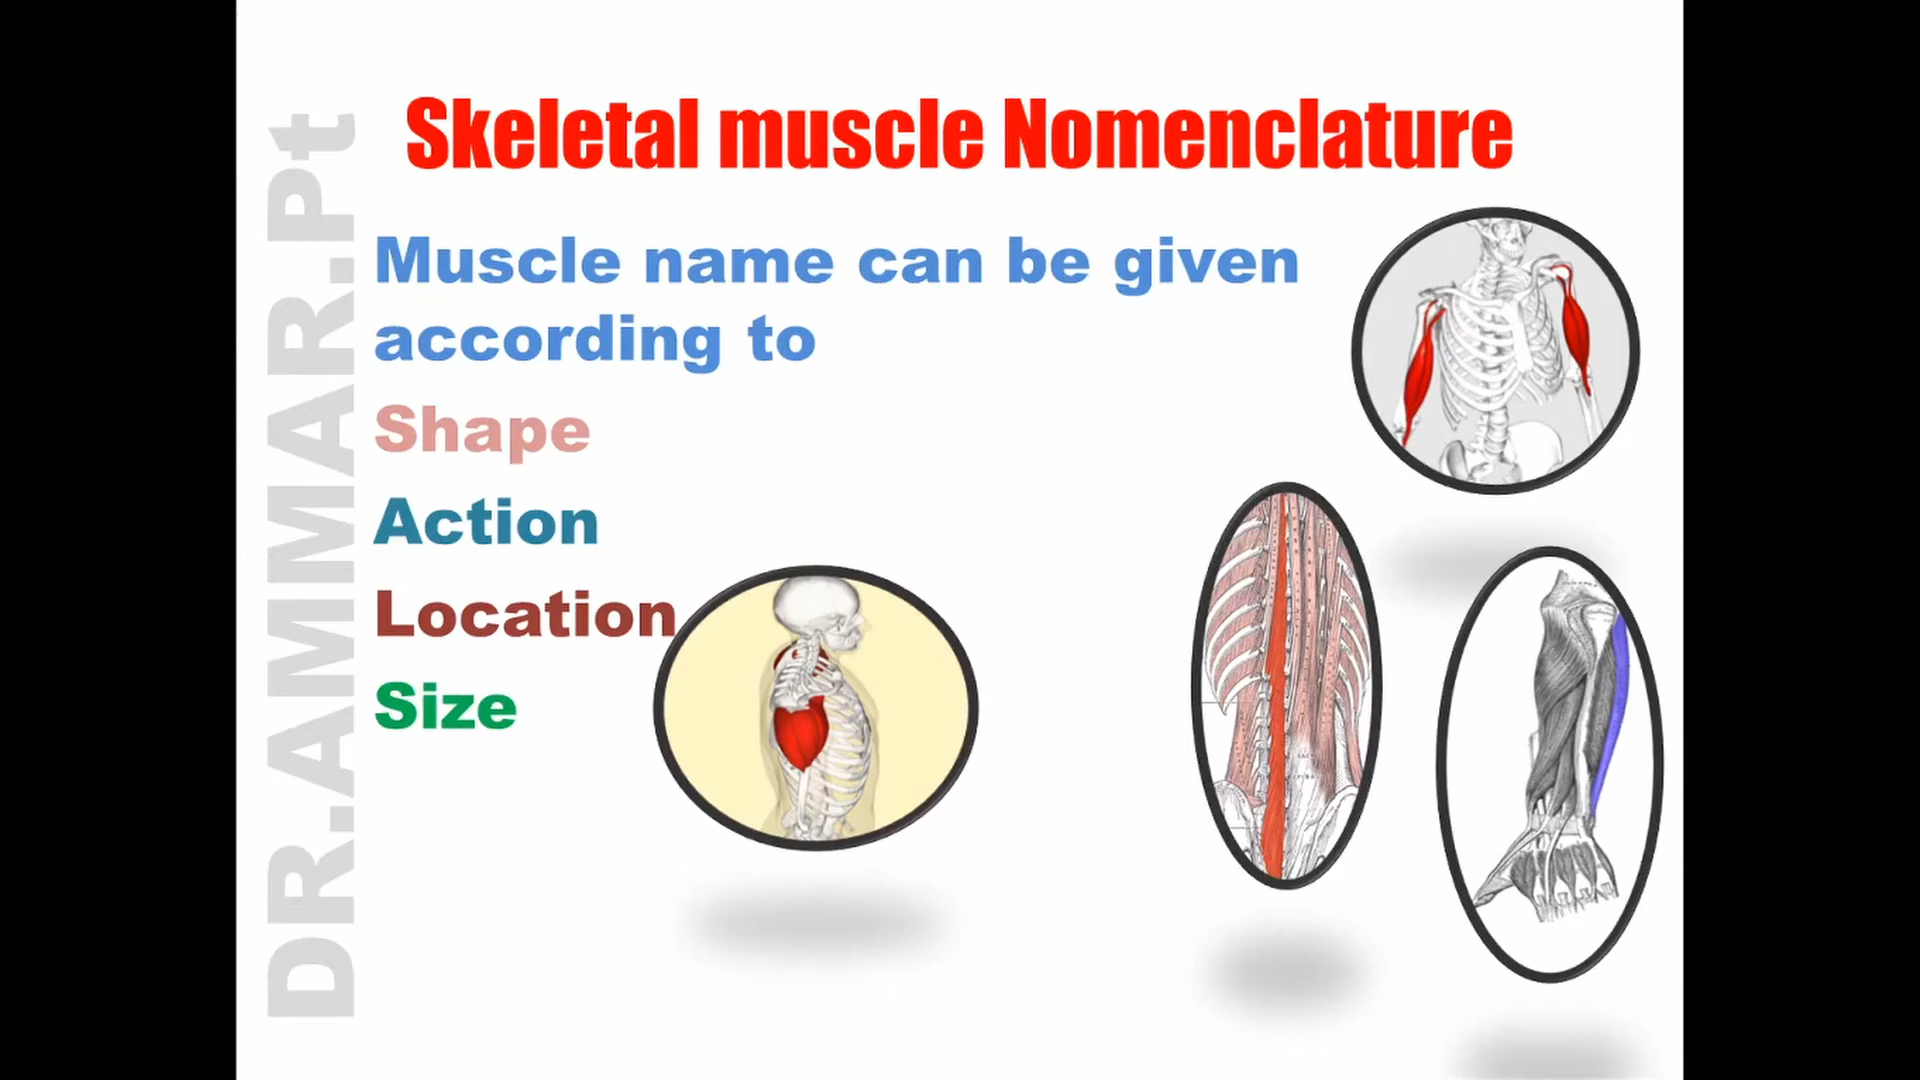 Skeletal muscle Nomenclature
Muscle name can be given
according to
Shape
Action
Location
Size
DR.AMMAR.Pt